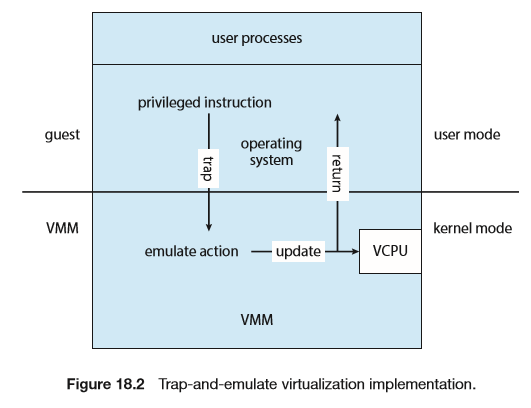 user processes
privileged instruction
guest
operating
system
user mode
trap
return
VMM
kernel mode
emulate action
update
VCPU
VMM
Figure 18.2 Trap-and-emulate virtualization implementation.